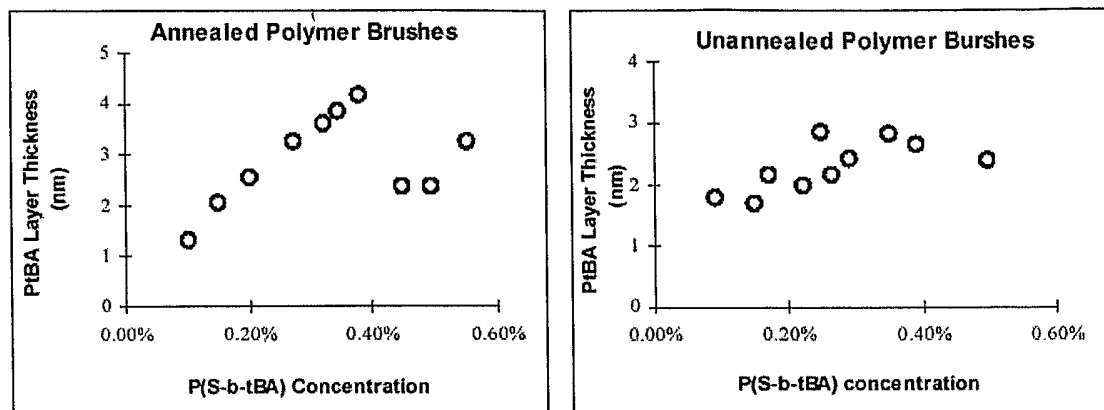 Annealed Polymer Brushes
5
4
3
2
1
0
PtBA Layer Thickness
(nm)
0.00%
0.20%
0.40%
0.60%
P(S-b-tBA) Concentration
Unannealed Polymer Burshes
4
3
2
1
0
PtBA Layer Thickness
(nm)
0.00%
0.20%
0.40%
0.60%
P(S-b-tBA) concentration